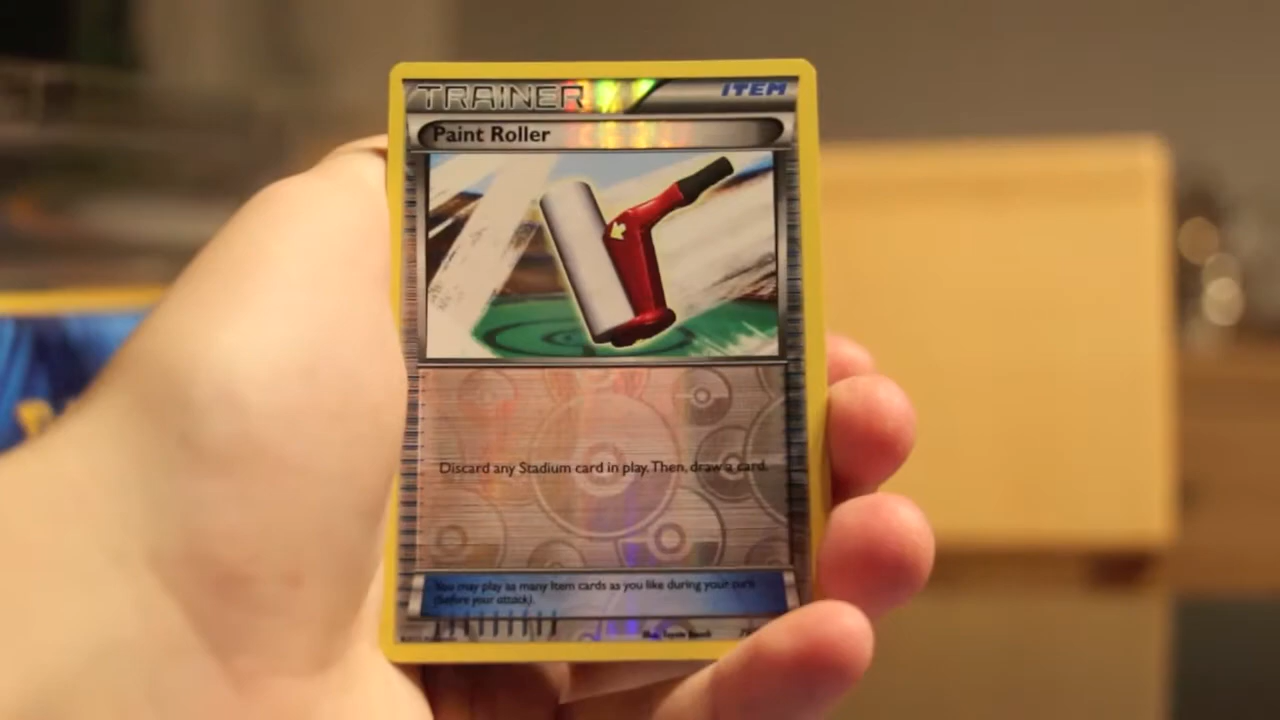 TRAINER ITEM
Paint Roller
Discard any Stadium card in play. Then, draw a card.
You may play as many Item cards as you like during your turn
(before your attack).
Illus.